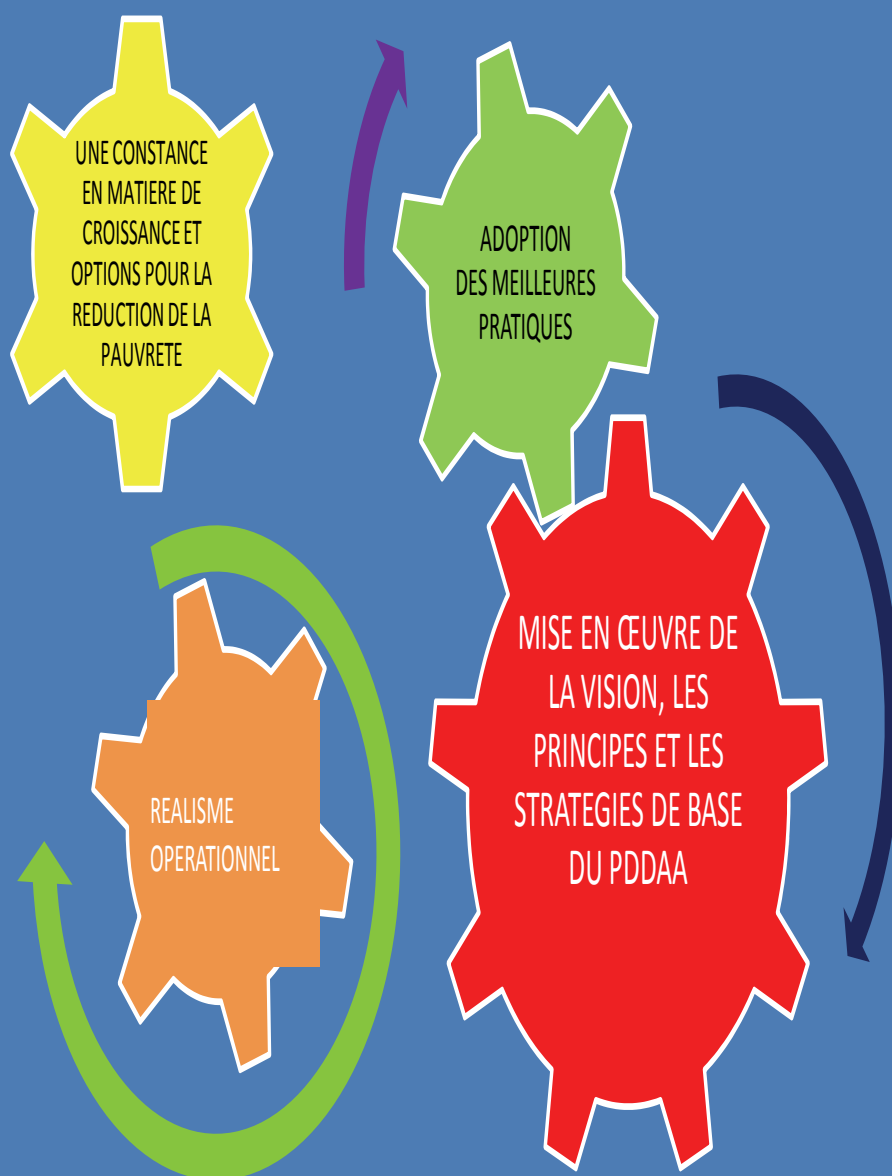 UNE CONSTANCE
EN MATIERE DE
CROISSANCE ET
OPTIONS POUR LA
REDUCTION DE LA
PAUVRETE
ADOPTION
DES MEILLEURES
PRATIQUES
REALISME
OPERATIONNEL
MISE EN ŒUVRE DE
LA VISION, LES
PRINCIPES ET LES
STRATEGIES DE BASE
DU PDDAA